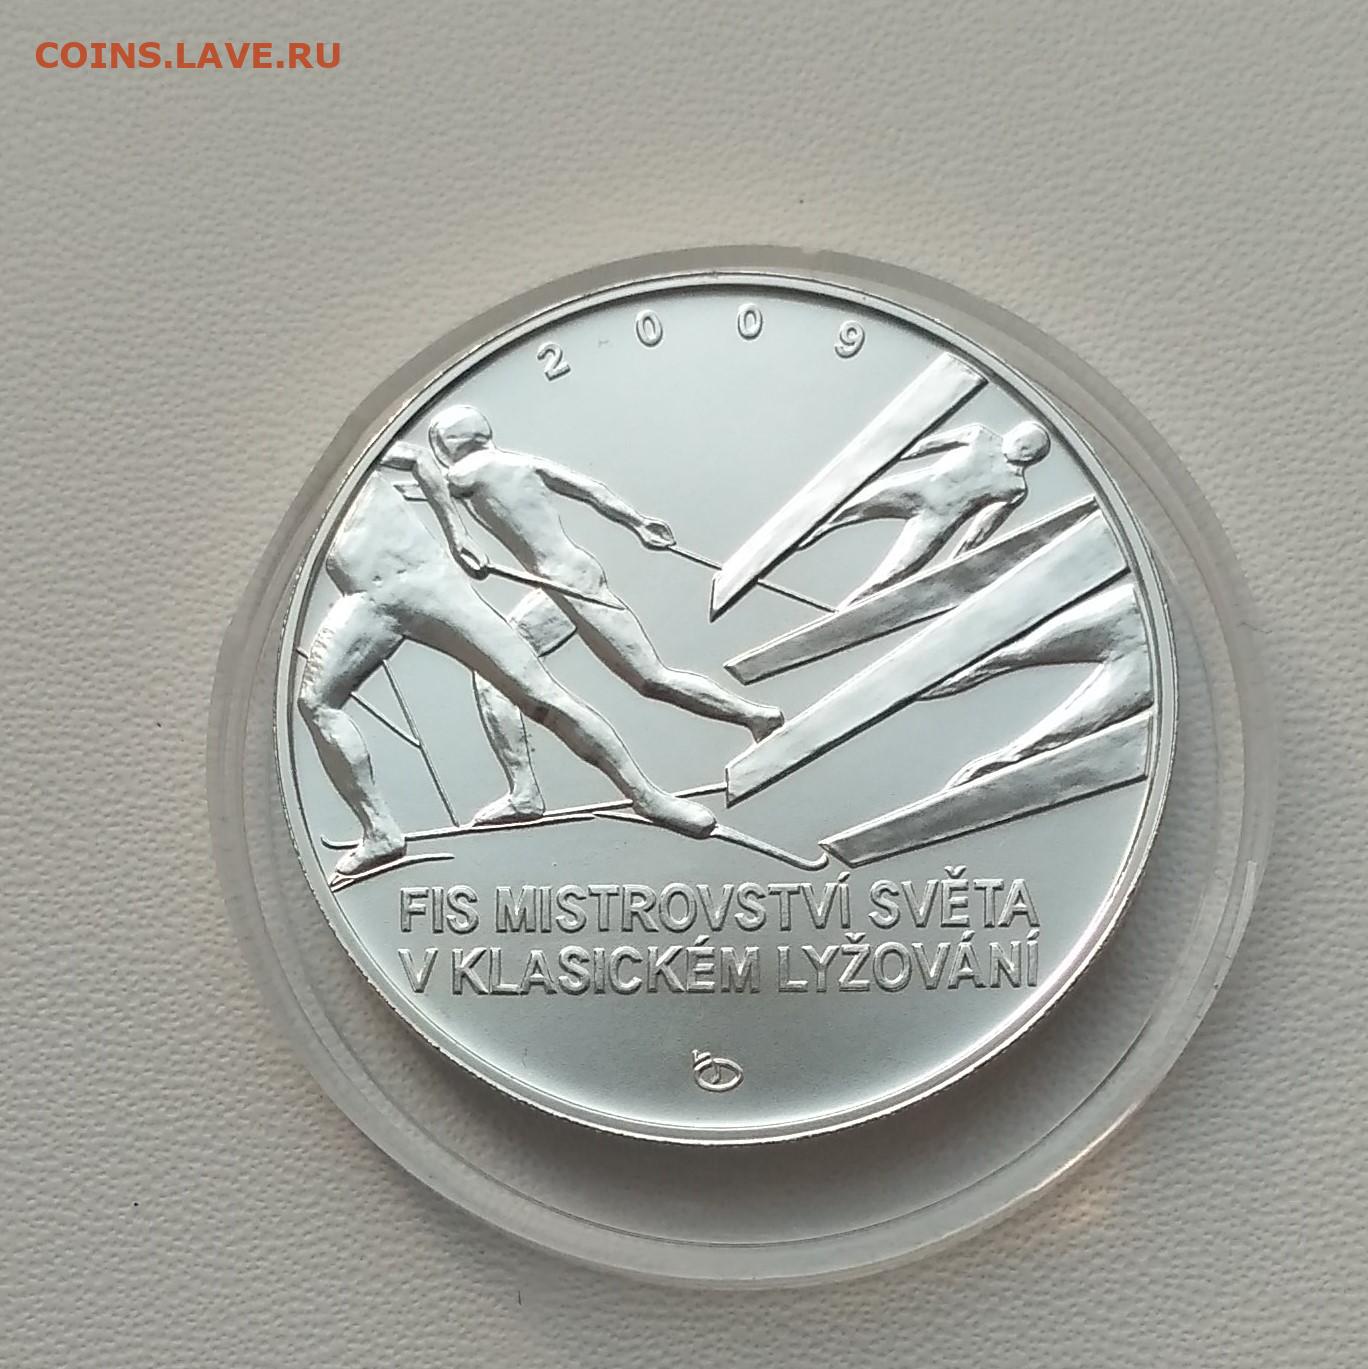 COINS.LAVE.RU
2009
FIS MISTROVSTVÍ SVĚTA
V KLASICKÉM LYŽOVÁNÍ